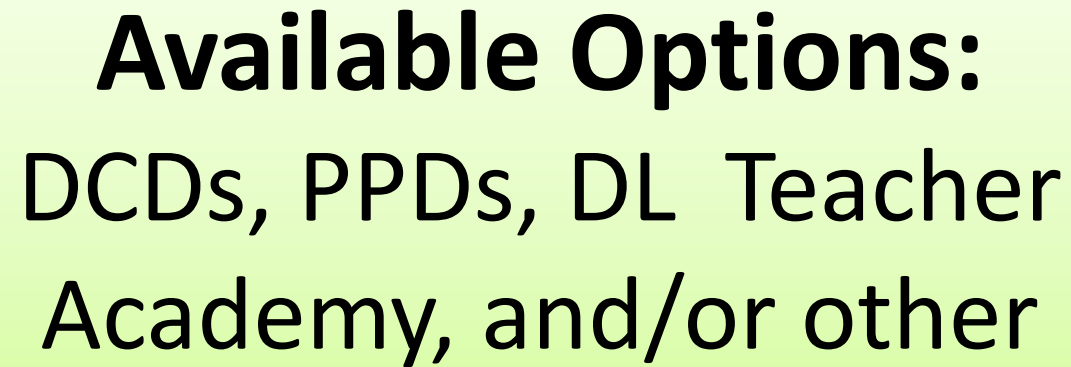 Available Options:
DCDs, PPDs, DL Teacher
Academy, and/or other